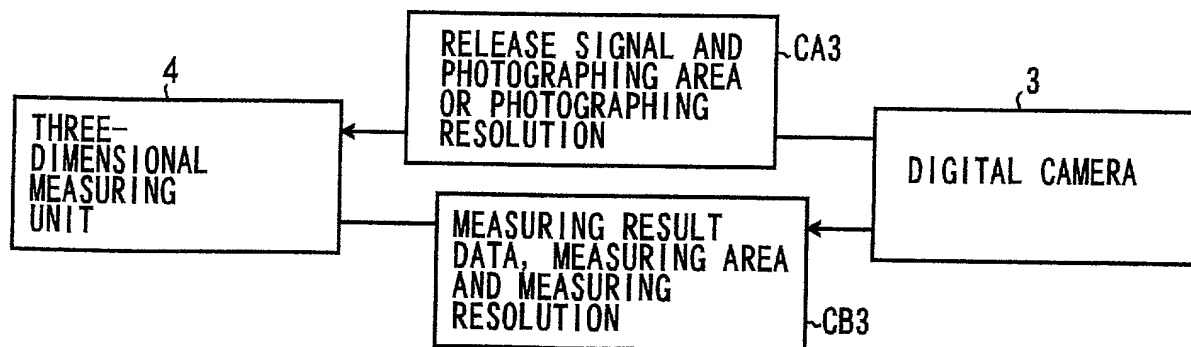 RELEASE SIGNAL AND
PHOTOGRAPHING AREA
OR PHOTOGRAPHING
RESOLUTION
CA3
4
THREE-
DIMENSIONAL
MEASURING
UNIT
3
DIGITAL CAMERA
MEASURING RESULT
DATA, MEASURING AREA
AND MEASURING
RESOLUTION
CB3